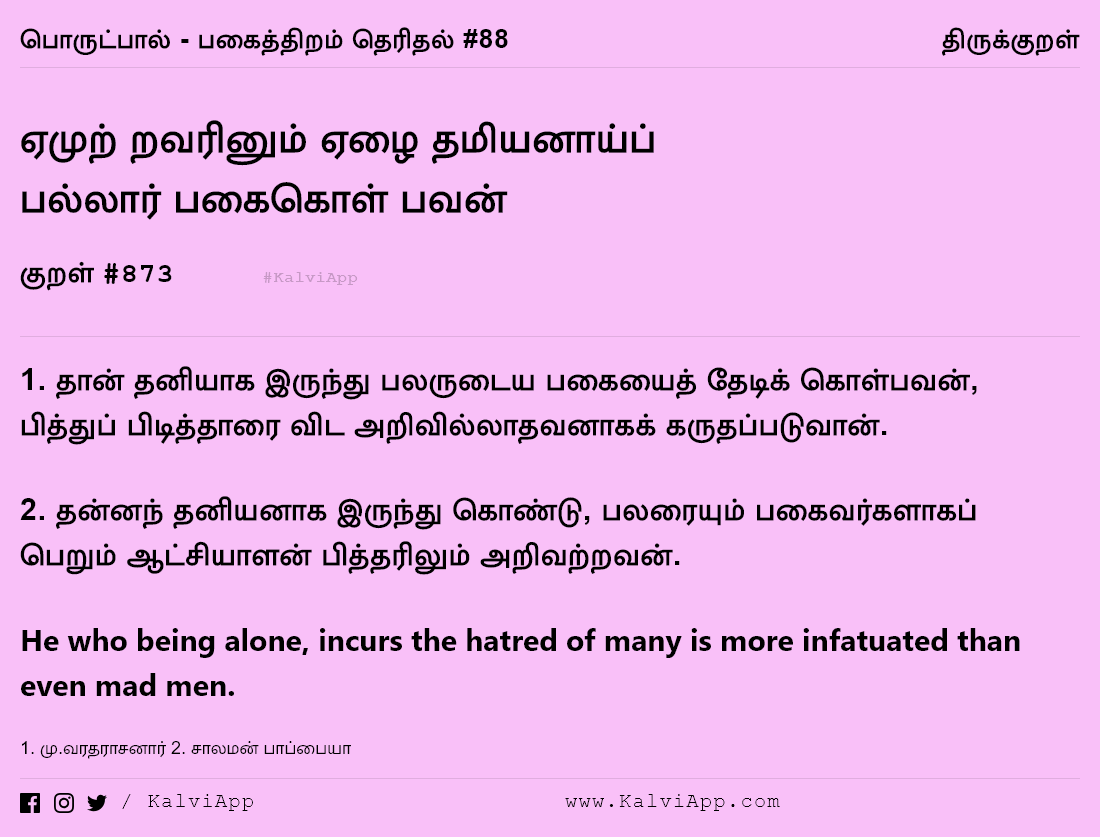 பொருட்பால் - பகைத்திறம் தெரிதல் #88
திருக்குறள்
ஏமுற் றவரினும் ஏழை தமியனாய்ப்
பல்லார் பகைகொள் பவன்
குறள் #873
#KalviApp
1. தான் தனியாக இருந்து பலருடைய பகையைத் தேடிக் கொள்பவன்,
பித்துப் பிடித்தாரை விட அறிவில்லாதவனாகக் கருதப்படுவான்.
2. தன்னந் தனியனாக இருந்து கொண்டு, பலரையும் பகைவர்களாகப்
பெறும் ஆட்சியாளன் பித்தரிலும் அறிவற்றவன்.
He who being alone, incurs the hatred of many is more infatuated than
even mad men.
1. மு.வரதராசனார் 2. சாலமன் பாப்பையா
/ KalviApp
www.KalviApp.com